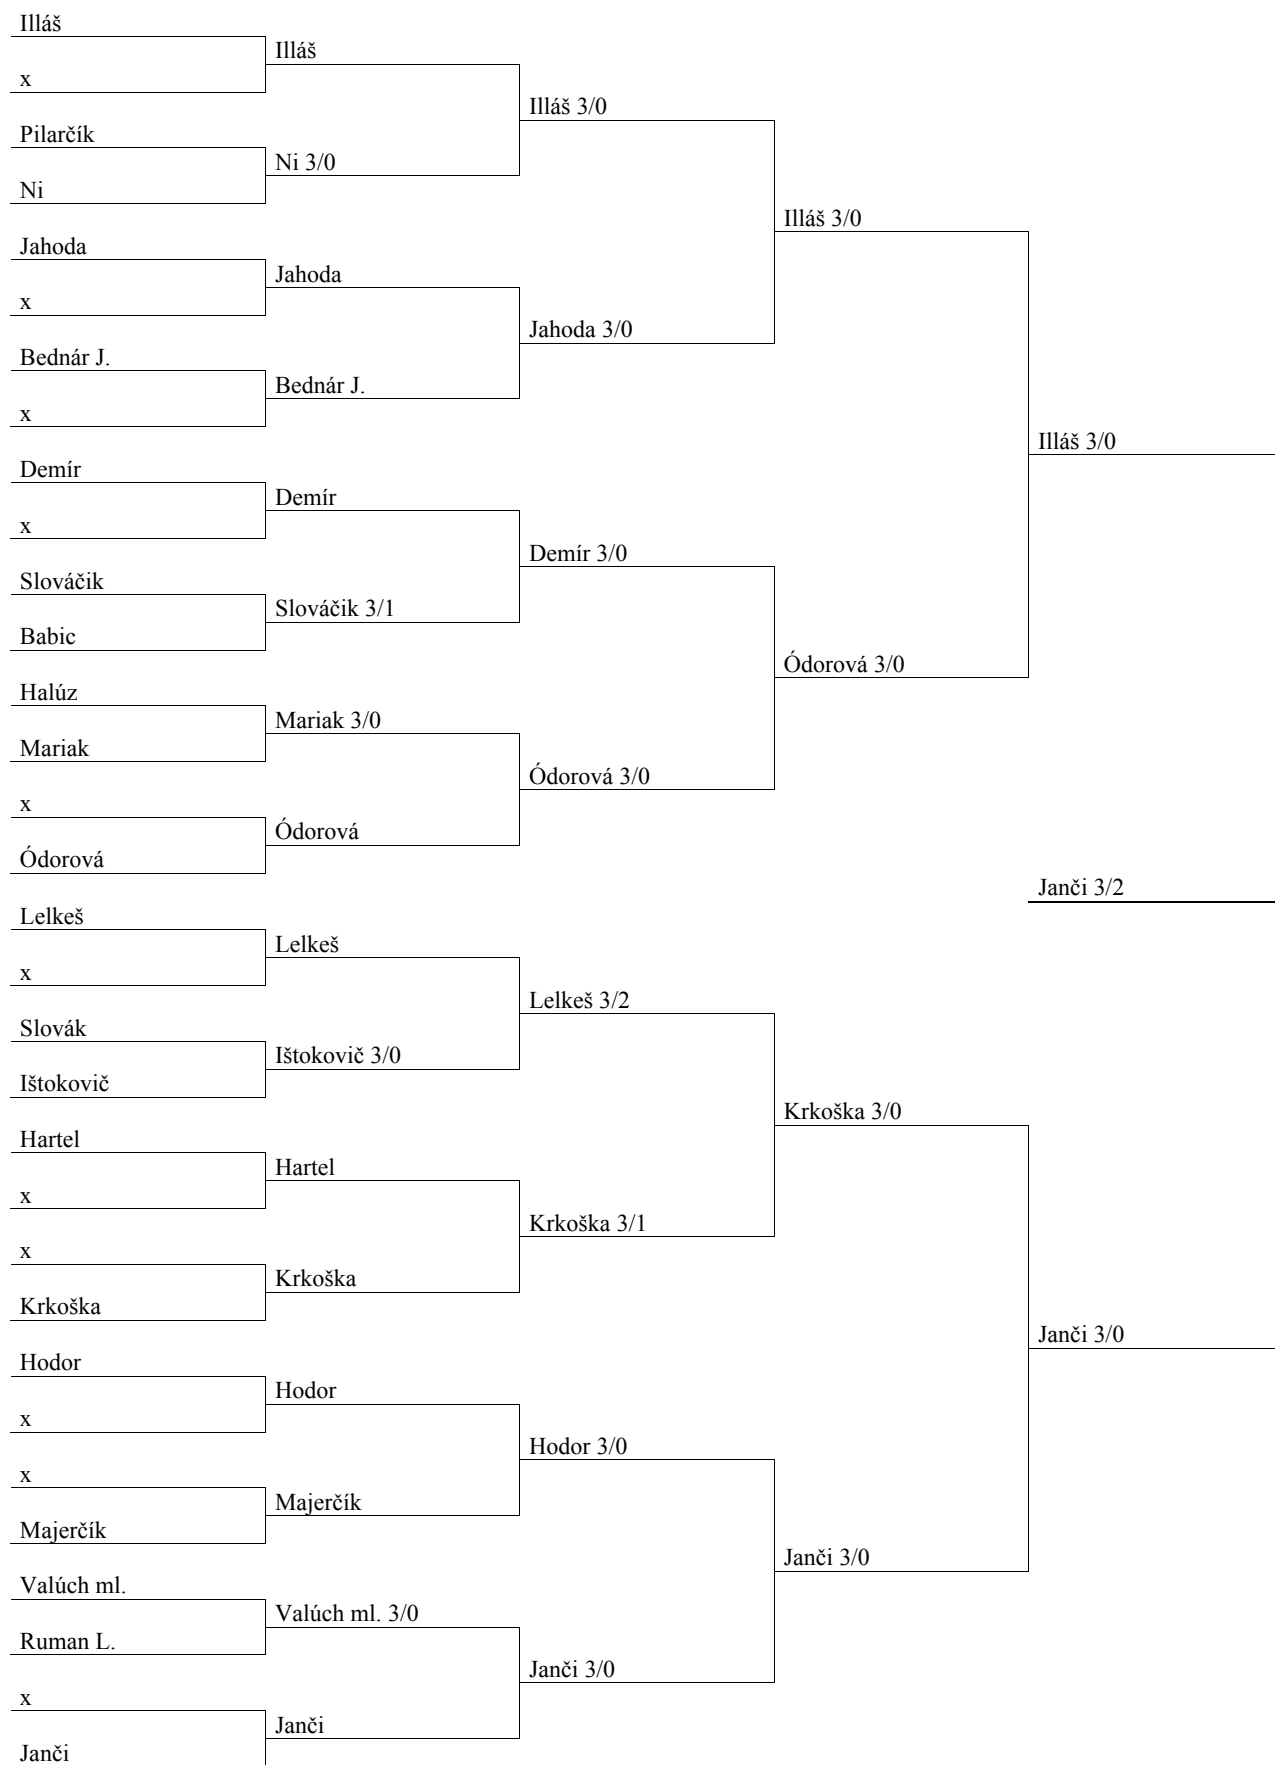 Illáš
Illáš
x
Illáš 3/0
Pilarčík
Ni 3/0
Ni
Illáš 3/0
Jahoda
Jahoda
x
Jahoda 3/0
Bednár J.
Bednár J.
x
Illáš 3/0
Demír
Demír
x
Demír 3/0
Slováčik
Slováčik 3/1
Babic
Ódorová 3/0
Halúz
Mariak 3/0
Mariak
Ódorová 3/0
x
Ódorová
Ódorová
Janči 3/2
Lelkeš
Lelkeš
x
Lelkeš 3/2
Slovák
Ištokovič 3/0
Ištokovič
Krkoška 3/0
Hartel
Hartel
x
Krkoška 3/1
x
Krkoška
Krkoška
Janči 3/0
Hodor
Hodor
x
Hodor 3/0
x
Majerčík
Majerčík
Janči 3/0
Valúch ml.
Valúch ml. 3/0
Ruman L.
Janči 3/0
x
Janči
Janči